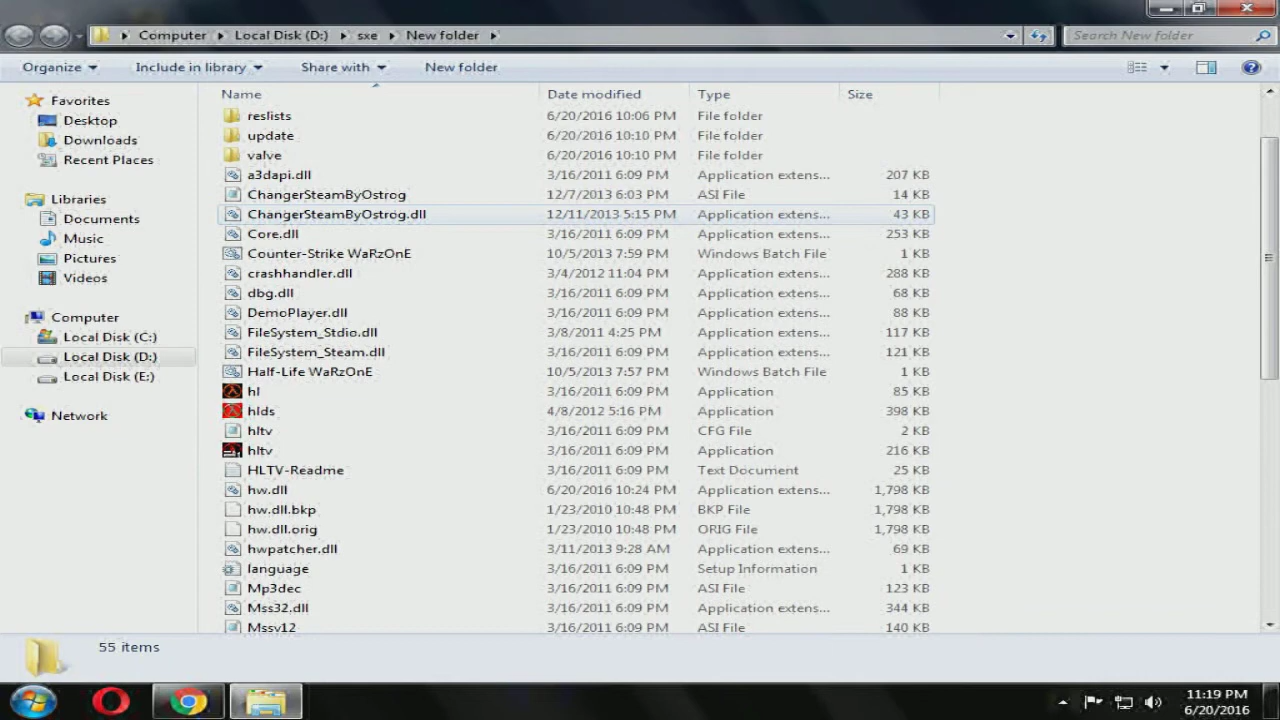 Computer Local Disk (D:) sxe New folder Search New folder
Organize Include in library Share with New folder
Name Date modified Type Size
Favorites
Desktop
Downloads
Recent Places
Libraries
Documents
Music
Pictures
Videos
Computer
Local Disk (C:)
Local Disk (D:)
Local Disk (E:)
Network
reslists 6/20/2016 10:06 PM File folder
update 6/20/2016 10:10 PM File folder
valve 6/20/2016 10:10 PM File folder
a3dapi.dll 3/16/2011 6:09 PM Application extens... 207 KB
ChangerSteamByOstrog 12/7/2013 6:03 PM ASI File 14 KB
ChangerSteamByOstrog.dll 12/11/2013 5:15 PM Application extens... 43 KB
Core.dll 3/16/2011 6:09 PM Application extens... 253 KB
Counter-Strike WaRzOnE 10/5/2013 7:59 PM Windows Batch File 1 KB
crashhandler.dll 3/4/2012 11:04 PM Application extens... 288 KB
dbg.dll 3/16/2011 6:09 PM Application extens... 68 KB
DemoPlayer.dll 3/16/2011 6:09 PM Application extens... 88 KB
FileSystem_Stdio.dll 3/8/2011 4:25 PM Application extens... 117 KB
FileSystem_Steam.dll 3/16/2011 6:09 PM Application extens... 121 KB
Half-Life WaRzOnE 10/5/2013 7:57 PM Windows Batch File 1 KB
hl 3/16/2011 6:09 PM Application 85 KB
hlds 4/8/2012 5:16 PM Application 398 KB
hltv 3/16/2011 6:09 PM CFG File 2 KB
hltv 3/16/2011 6:09 PM Application 216 KB
HLTV-Readme 3/16/2011 6:09 PM Text Document 25 KB
hw.dll 6/20/2016 10:24 PM Application extens... 1,798 KB
hw.dll.bkp 1/23/2010 10:48 PM BKP File 1,798 KB
hw.dll.orig 1/23/2010 10:48 PM ORIG File 1,798 KB
hwpatcher.dll 3/11/2013 9:28 AM Application extens... 69 KB
language 3/16/2011 6:09 PM Setup Information 1 KB
Mp3dec 3/16/2011 6:09 PM ASI File 123 KB
Mss32.dll 3/16/2011 6:09 PM Application extens... 344 KB
Mssv12 3/16/2011 6:09 PM ASI File 140 KB
55 items
11:19 PM
6/20/2016